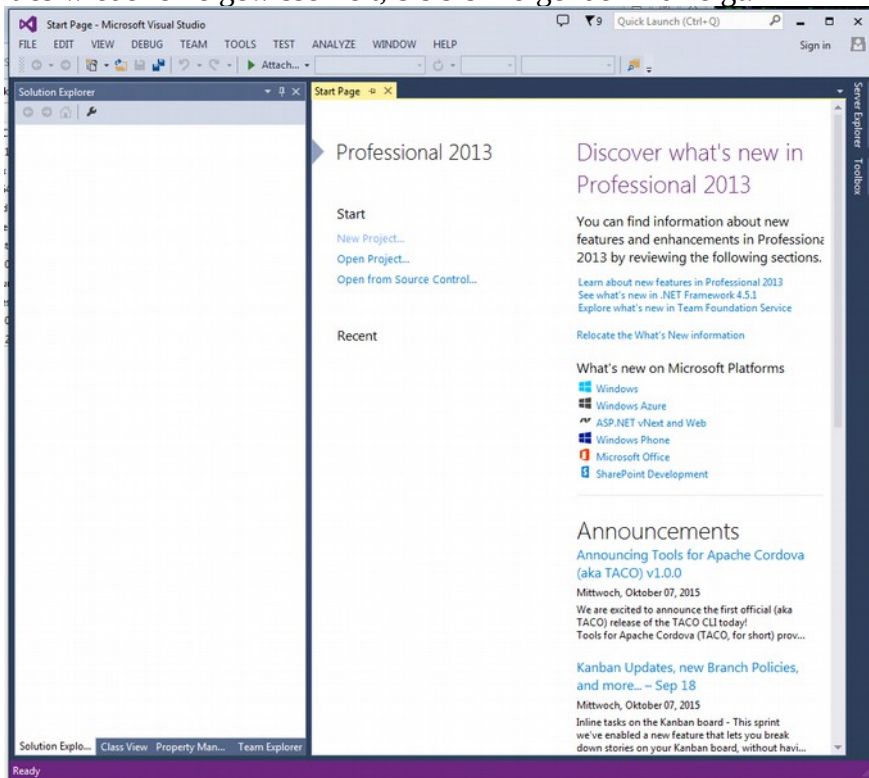 Start Page - Microsoft Visual Studio
9
Quick Launch (Ctrl+Q)
FILE EDIT VIEW DEBUG TEAM TOOLS TEST ANALYZE WINDOW HELP
Sign in
Attach...
Solution Explorer
Start Page
Server Explorer
Toolbox
Professional 2013
Start
New Project...
Open Project...
Open from Source Control...
Recent
Discover what's new in
Professional 2013
You can find information about new
features and enhancements in Professiona
2013 by reviewing the following sections.
Learn about new features in Professional 2013
See what's new in .NET Framework 4.5.1
Explore what's new in Team Foundation Service
Relocate the What's New information
What's new on Microsoft Platforms
Windows
Windows Azure
ASP.NET vNext and Web
Windows Phone
Microsoft Office
SharePoint Development
Announcements
Announcing Tools for Apache Cordova
(aka TACO) v1.0.0
Mittwoch, Oktober 07, 2015
We are excited to announce the first official (aka
TACO) release of the TACO CLI today!
Tools for Apache Cordova (TACO, for short) prov...
Kanban Updates, new Branch Policies,
and more... – Sep 18
Mittwoch, Oktober 07, 2015
Inline tasks on the Kanban board - This sprint
we've enabled a new feature that lets you break
down stories on your Kanban board, without havi...
Solution Explo... Class View Property Man... Team Explorer
Ready